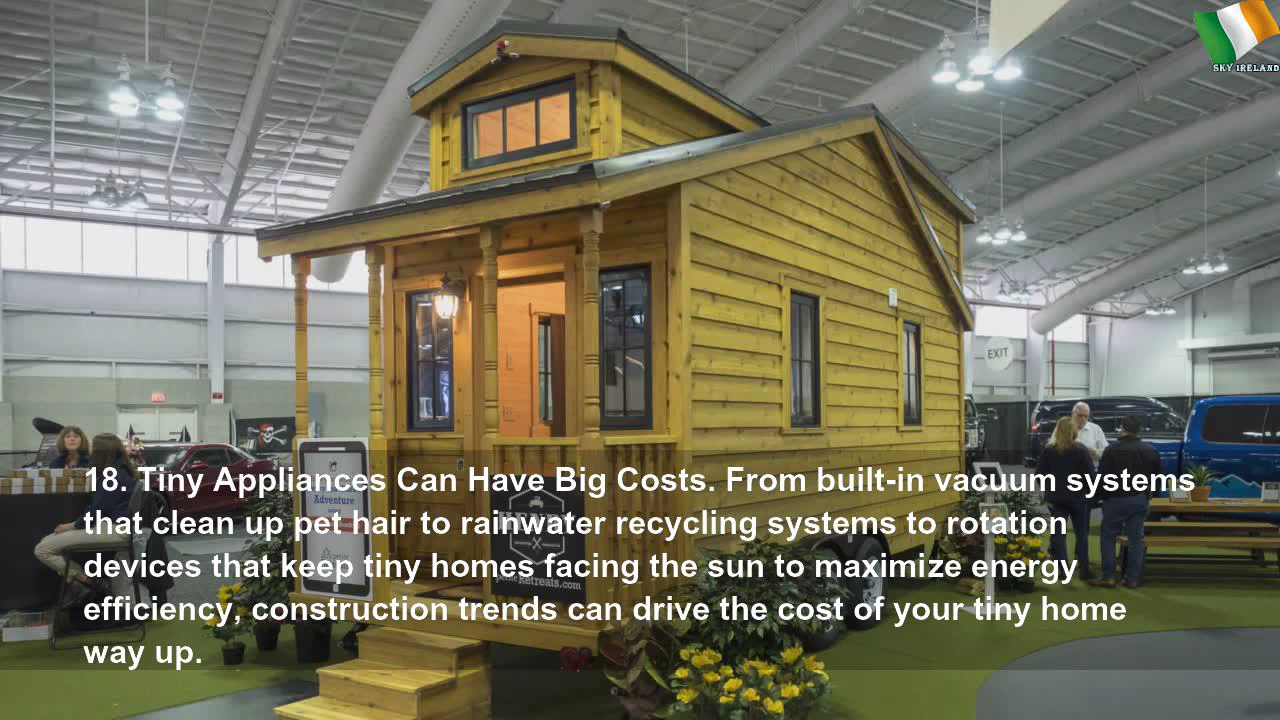 SKY IRELAND
EXIT
18. Tiny Appliances Can Have Big Costs. From built-in vacuum systems
that clean up pet hair to rainwater recycling systems to rotation
devices that keep tiny homes facing the sun to maximize energy
efficiency, construction trends can drive the cost of your tiny home
way up.
Adventure
Retreats.com